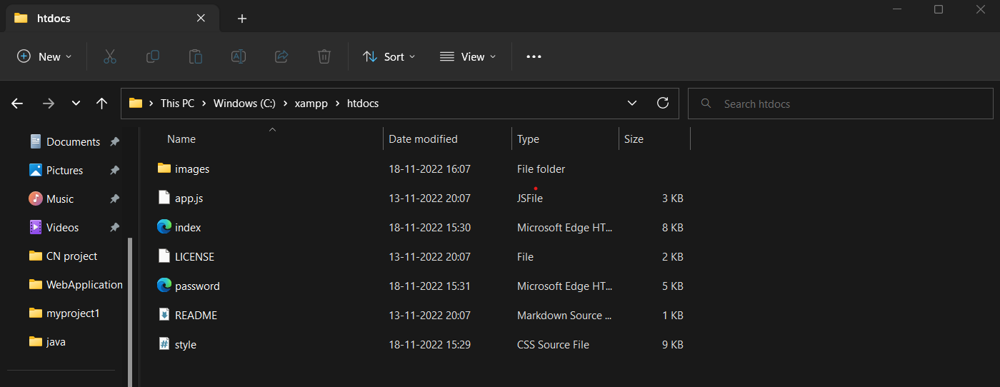 htdocs
New Sort View
This PC Windows (C:) xampp htdocs Search htdocs
Documents
Pictures
Music
Videos
CN project
WebApplication
myproject1
java
Name Date modified Type Size
images 18-11-2022 16:07 File folder
app.js 13-11-2022 20:07 JSFile 3 KB
index 18-11-2022 15:30 Microsoft Edge HT... 8 KB
LICENSE 13-11-2022 20:07 File 2 KB
password 18-11-2022 15:31 Microsoft Edge HT... 5 KB
README 13-11-2022 20:07 Markdown Source ... 1 KB
style 18-11-2022 15:29 CSS Source File 9 KB